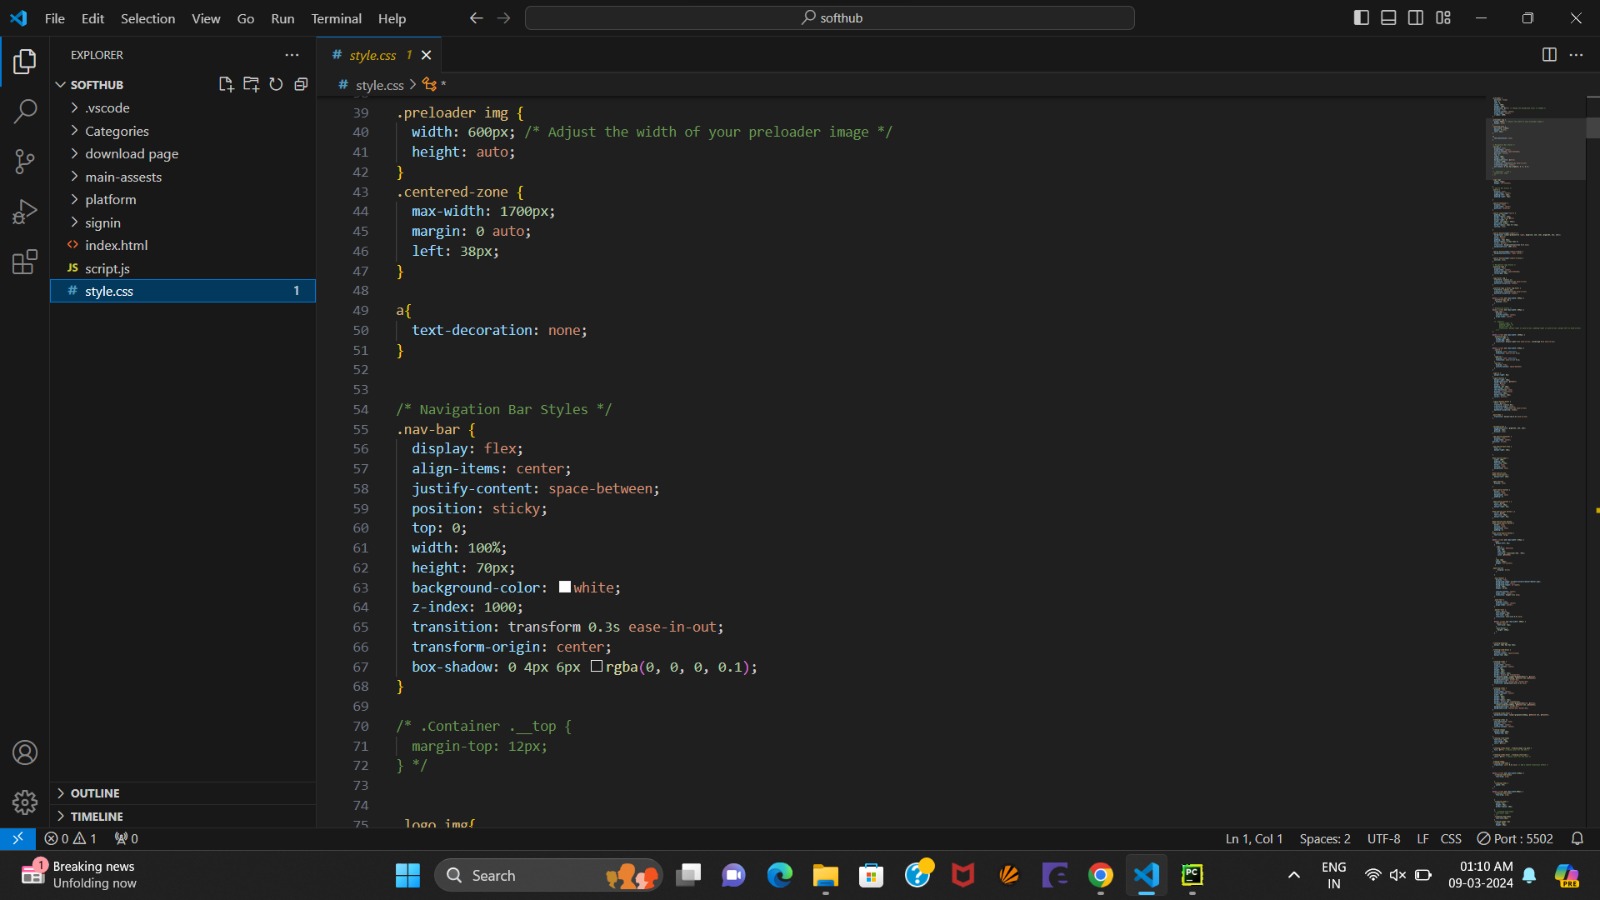 File Edit Selection View Go Run Terminal Help
softhub
EXPLORER
style.css 1
SOFTHUB
style.css > *
.vscode
Categories
download page
main-assests
platform
signin
index.html
JS script.js
# style.css 1
39 .preloader img {
40 width: 600px; /* Adjust the width of your preloader image */
41 height: auto;
42 }
43 .centered-zone {
44 max-width: 1700px;
45 margin: 0 auto;
46 left: 38px;
47 }
48
49 a{
50 text-decoration: none;
51 }
52
53
54 /* Navigation Bar Styles */
55 .nav-bar {
56 display: flex;
57 align-items: center;
58 justify-content: space-between;
59 position: sticky;
60 top: 0;
61 width: 100%;
62 height: 70px;
63 background-color: white;
64 z-index: 1000;
65 transition: transform 0.3s ease-in-out;
66 transform-origin: center;
67 box-shadow: 0 4px 6px rgba(0, 0, 0, 0.1);
68 }
69
70 /* .Container .__top {
71 margin-top: 12px;
72 } */
73
74
75 .logo img{
OUTLINE
TIMELINE
0 1 0
Ln 1, Col 1 Spaces: 2 UTF-8 LF CSS Port : 5502
1 Breaking news
Unfolding now
Search
PC
ENG
IN
01:10 AM
09-03-2024
PRE